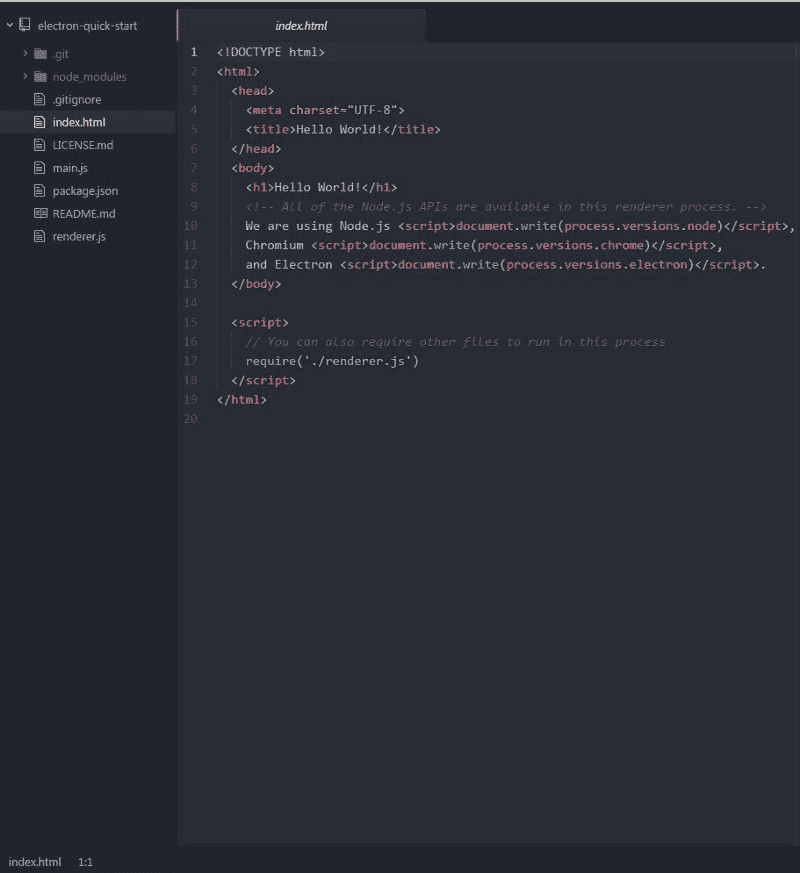 electron-quick-start
.git
node_modules
.gitignore
index.html
LICENSE.md
main.js
package.json
README.md
renderer.js
index.html
1 <!DOCTYPE html>
2 <html>
3 <head>
4 <meta charset="UTF-8">
5 <title>Hello World!</title>
6 </head>
7 <body>
8 <h1>Hello World!</h1>
9 <!-- All of the Node.js APIs are available in this renderer process. -->
10 We are using Node.js <script>document.write(process.versions.node)</script>,
11 Chromium <script>document.write(process.versions.chrome)</script>,
12 and Electron <script>document.write(process.versions.electron)</script>.
13 </body>
14
15 <script>
16 // You can also require other files to run in this process
17 require('./renderer.js')
18 </script>
19 </html>
20
index.html 1:1